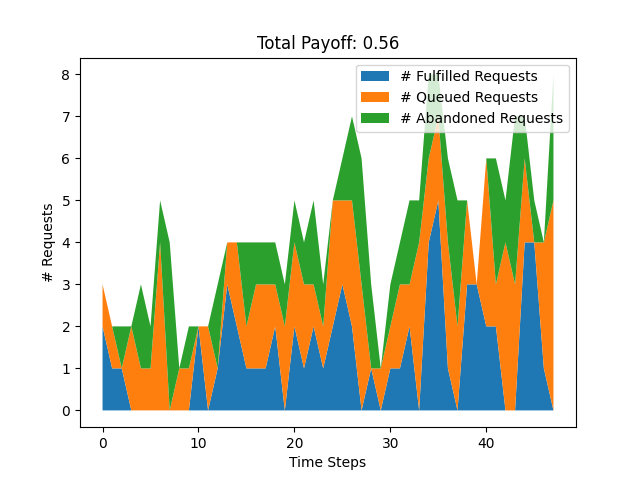 Total Payoff: 0.56
# Fulfilled Requests
# Queued Requests
# Abandoned Requests
# Requests
8
7
6
5
4
3
2
1
0
0 10 20 30 40
Time Steps